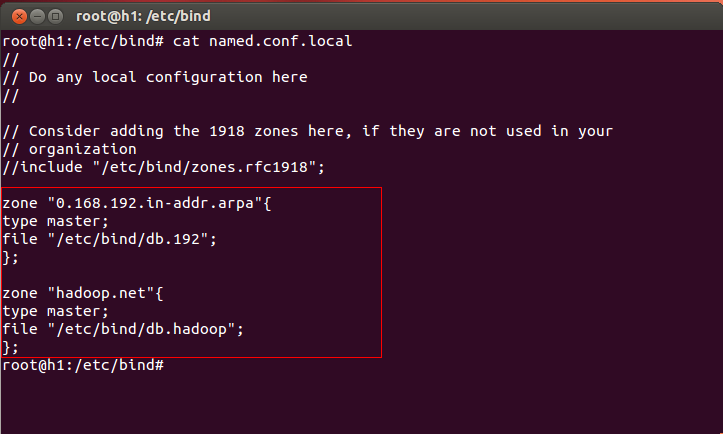 root@h1: /etc/bind
root@h1:/etc/bind# cat named.conf.local
//
// Do any local configuration here
//
// Consider adding the 1918 zones here, if they are not used in your
// organization
//include "/etc/bind/zones.rfc1918";
zone "0.168.192.in-addr.arpa"{
type master;
file "/etc/bind/db.192";
};
zone "hadoop.net"{
type master;
file "/etc/bind/db.hadoop";
};
root@h1:/etc/bind#